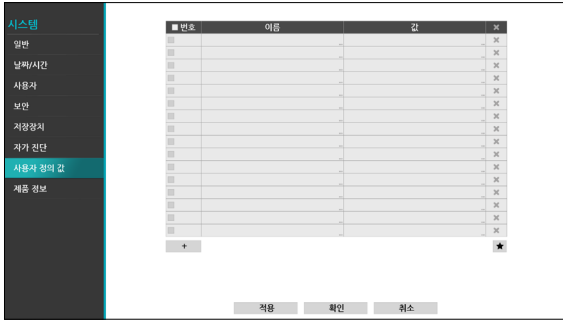 시스템
일반
날짜/시간
사용자
보안
저장장치
자가 진단
사용자 정의 값
제품 정보
번호 이름 값
+
적용 확인 취소